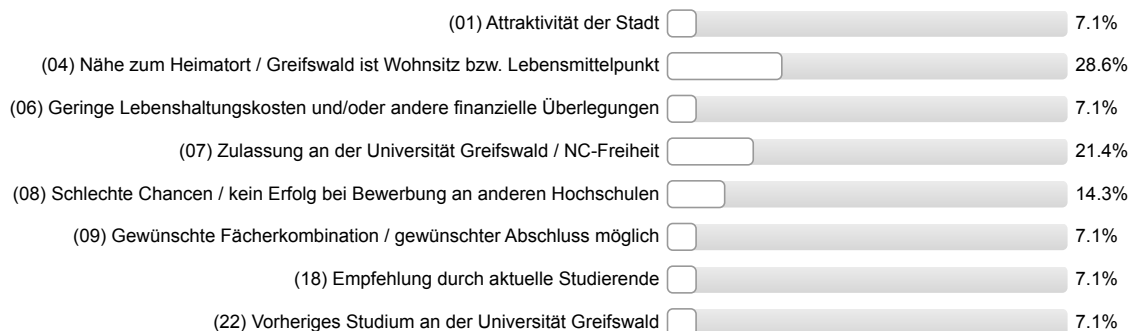 (01) Attraktivität der Stadt 7.1%
(04) Nähe zum Heimatort / Greifswald ist Wohnsitz bzw. Lebensmittelpunkt 28.6%
(06) Geringe Lebenshaltungskosten und/oder andere finanzielle Überlegungen 7.1%
(07) Zulassung an der Universität Greifswald / NC-Freiheit 21.4%
(08) Schlechte Chancen / kein Erfolg bei Bewerbung an anderen Hochschulen 14.3%
(09) Gewünschte Fächerkombination / gewünschter Abschluss möglich 7.1%
(18) Empfehlung durch aktuelle Studierende 7.1%
(22) Vorheriges Studium an der Universität Greifswald 7.1%